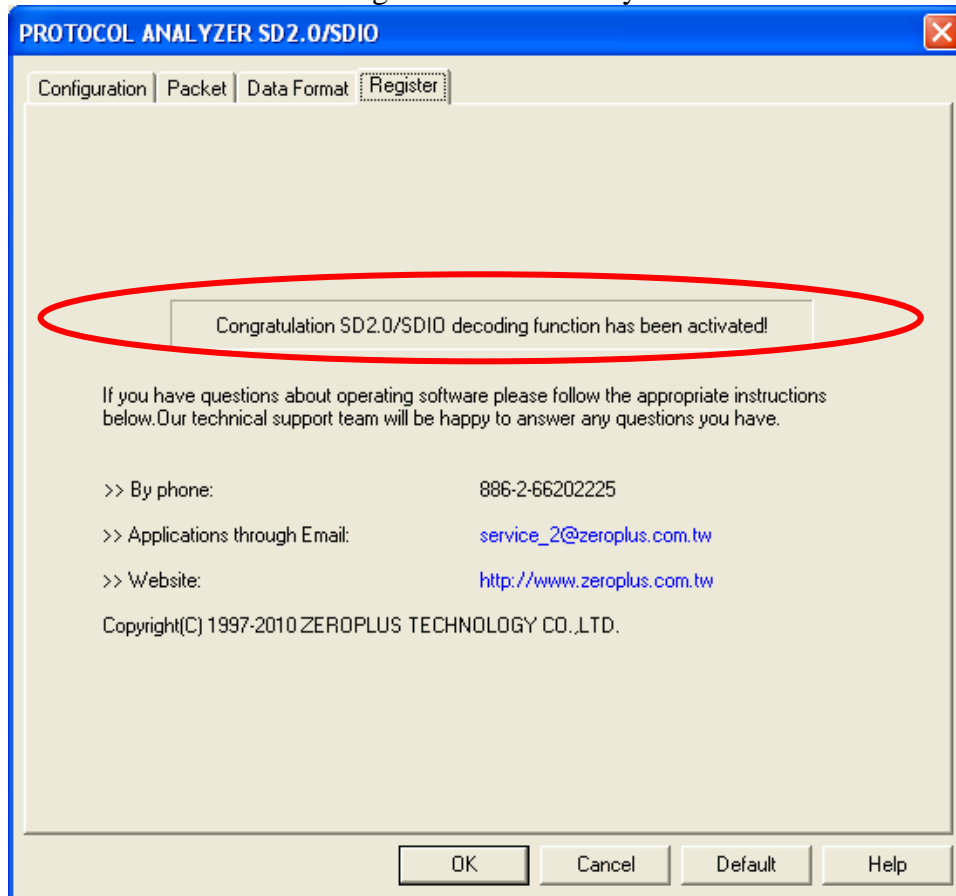 PROTOCOL ANALYZER SD2.0/SDIO
Configuration Packet Data Format Register
Congratulation SD2.0/SDIO decoding function has been activated!
If you have questions about operating software please follow the appropriate instructions
below.Our technical support team will be happy to answer any questions you have.
>> By phone: 886-2-66202225
>> Applications through Email: service_2@zeroplus.com.tw
>> Website: http://www.zeroplus.com.tw
Copyright(C) 1997-2010 ZEROPLUS TECHNOLOGY CO.,LTD.
OK Cancel Default Help